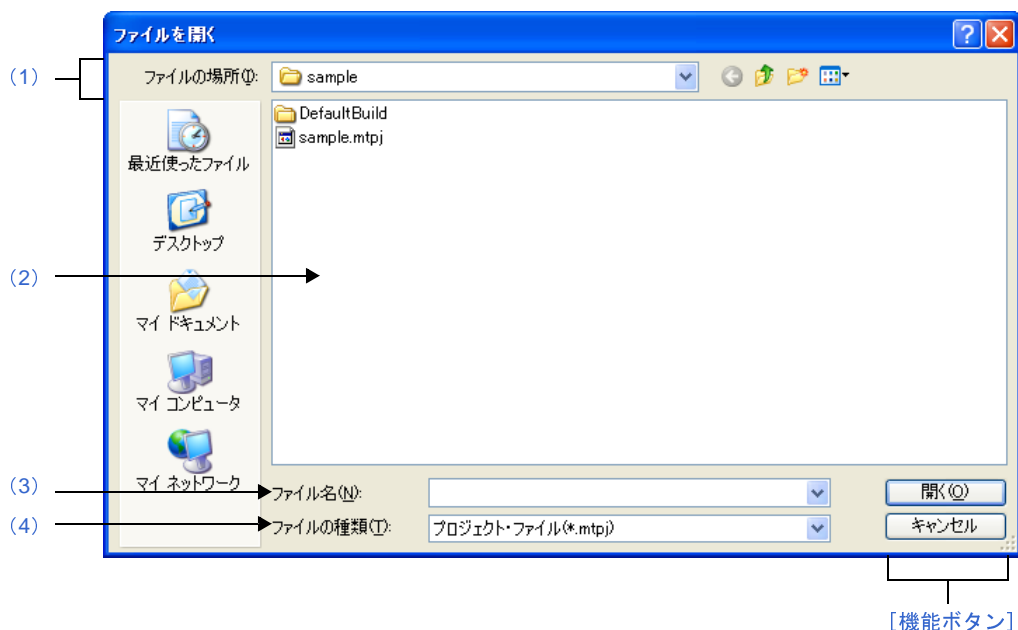 ファイルを開く
(1)
ファイルの場所(I):
sample
DefaultBuild
sample.mtpj
最近使ったファイル
デスクトップ
(2)
マイ ドキュメント
マイ コンピュータ
マイ ネットワーク
(3)
ファイル名(N):
開く(O)
(4)
ファイルの種類(T):
プロジェクト・ファイル(*.mtpj)
キャンセル
[機能ボタン]